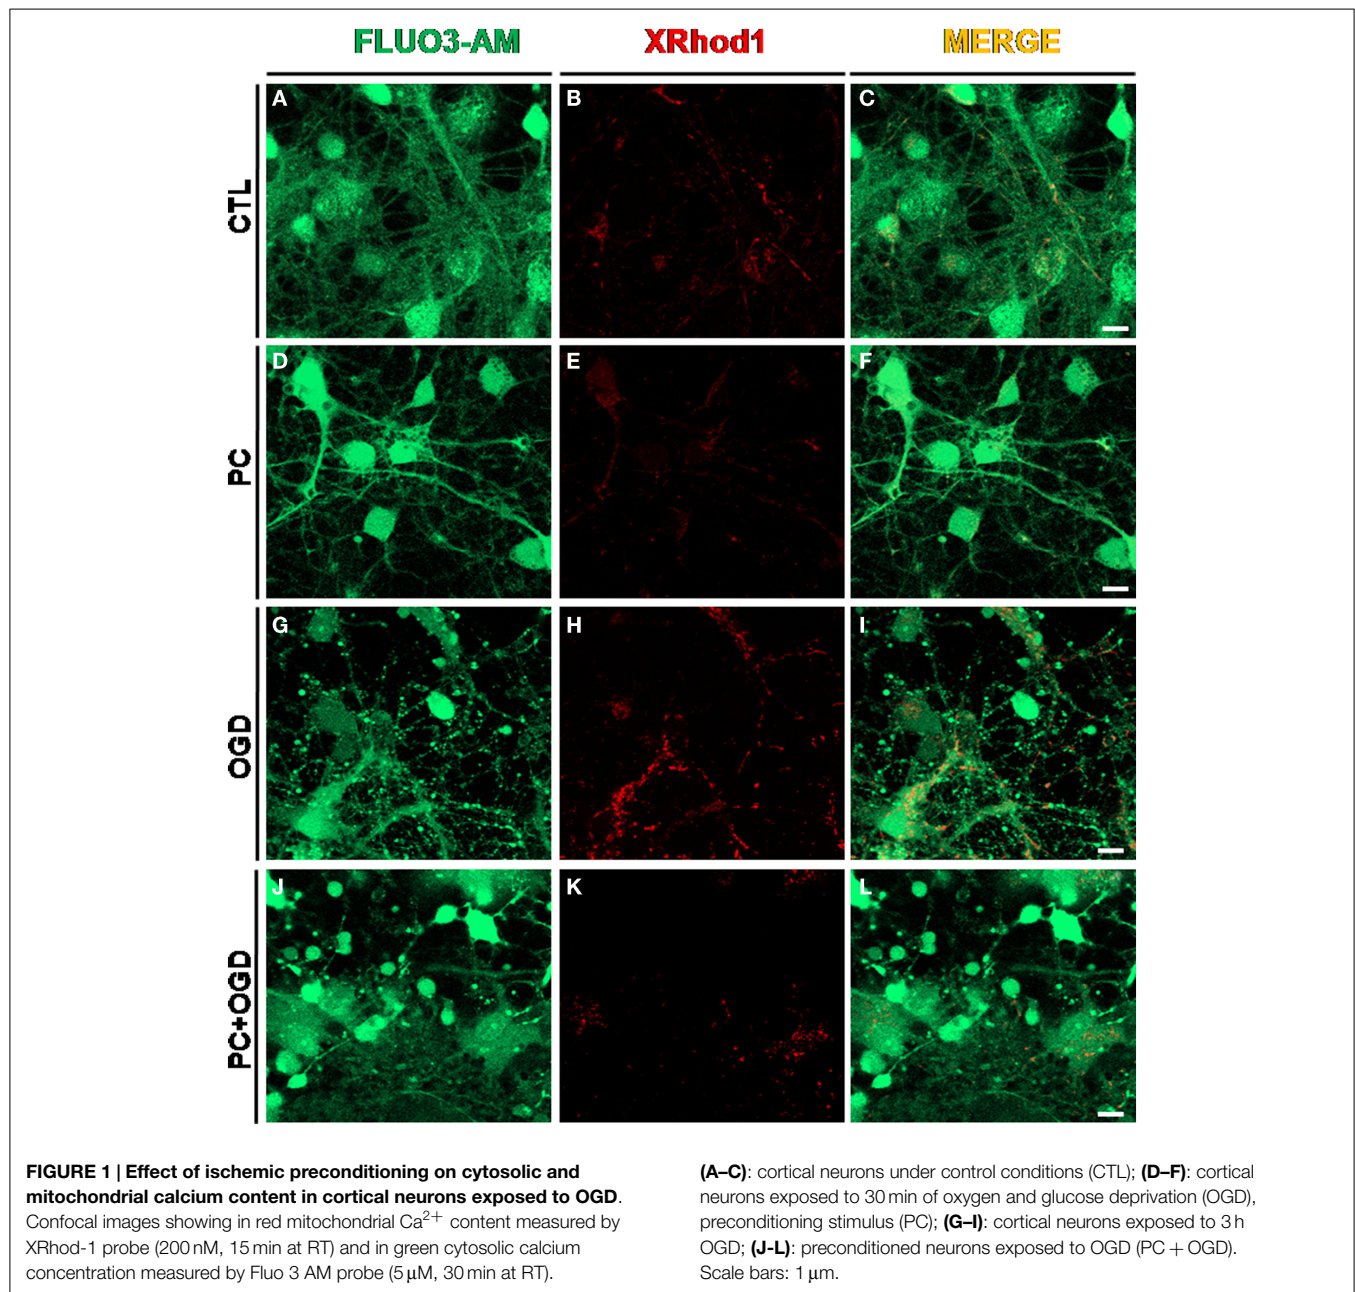 FLUO3-AM XRhod1 MERGE
CTL
A B C
PC
D E F
OGD
G H I
PC+OGD
J K L
FIGURE 1 | Effect of ischemic preconditioning on cytosolic and
mitochondrial calcium content in cortical neurons exposed to OGD.
Confocal images showing in red mitochondrial Ca²⁺ content measured by
XRhod-1 probe (200 nM, 15 min at RT) and in green cytosolic calcium
concentration measured by Fluo 3 AM probe (5 μM, 30 min at RT).
(A–C): cortical neurons under control conditions (CTL); (D–F): cortical
neurons exposed to 30 min of oxygen and glucose deprivation (OGD),
preconditioning stimulus (PC); (G–I): cortical neurons exposed to 3 h
OGD; (J-L): preconditioned neurons exposed to OGD (PC + OGD).
Scale bars: 1 μm.